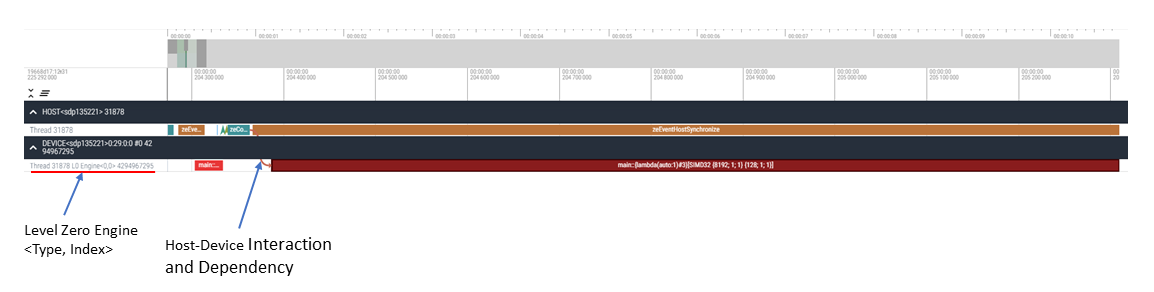 00:00:00 00:00:01 00:00:02 00:00:03 00:00:04 00:00:05 00:00:06 00:00:07 00:00:08 00:00:09 00:00:10
19668d17:12h31 00:00:00 00:00:00 00:00:00 00:00:00 00:00:00 00:00:00 00:00:00 00:00:00 00:00:00 00:00:00 00:
225 292 000 204 300 000 204 400 000 204 500 000 204 600 000 204 700 000 204 800 000 204 900 000 205 000 000 205 100 000 205 200 000 20
HOST<sdp135221> 31878
Thread 31878 zeEve... zeCo... zeEventHostSynchronize
DEVICE<sdp135221>0:29:0:0 #0 42
94967295
Thread 31878 L0 Engine<0,0> 4294967295 main::... main::{lambda(auto:1)#3}[SIMD32 {8192; 1; 1} {128; 1; 1}]
Level Zero Engine
<Type, Index>
Host-Device Interaction
and Dependency